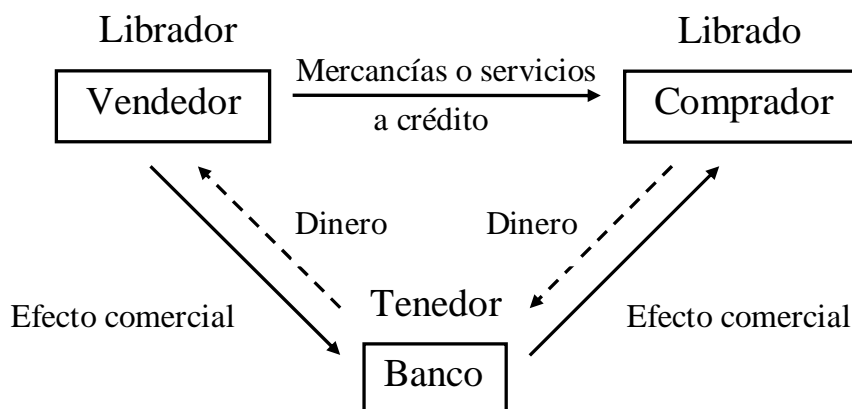 Librador
Librado
Mercancías o servicios
Vendedor
Comprador
a crédito
Dinero
Dinero
Tenedor
Efecto comercial
Efecto comercial
Banco